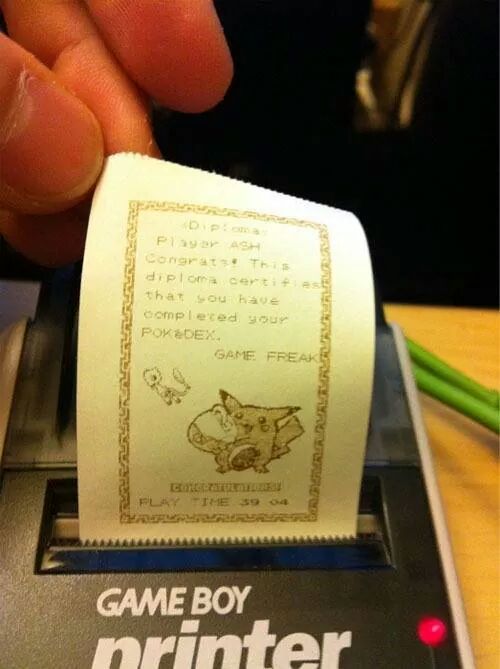 Diploma
Player ASH
Congrats! This
diploma certifies
that you have
completed your
POKéDEX.
GAME FREAK
CONGRATULATIONS!
PLAY TIME 39 04
GAME BOY
printer